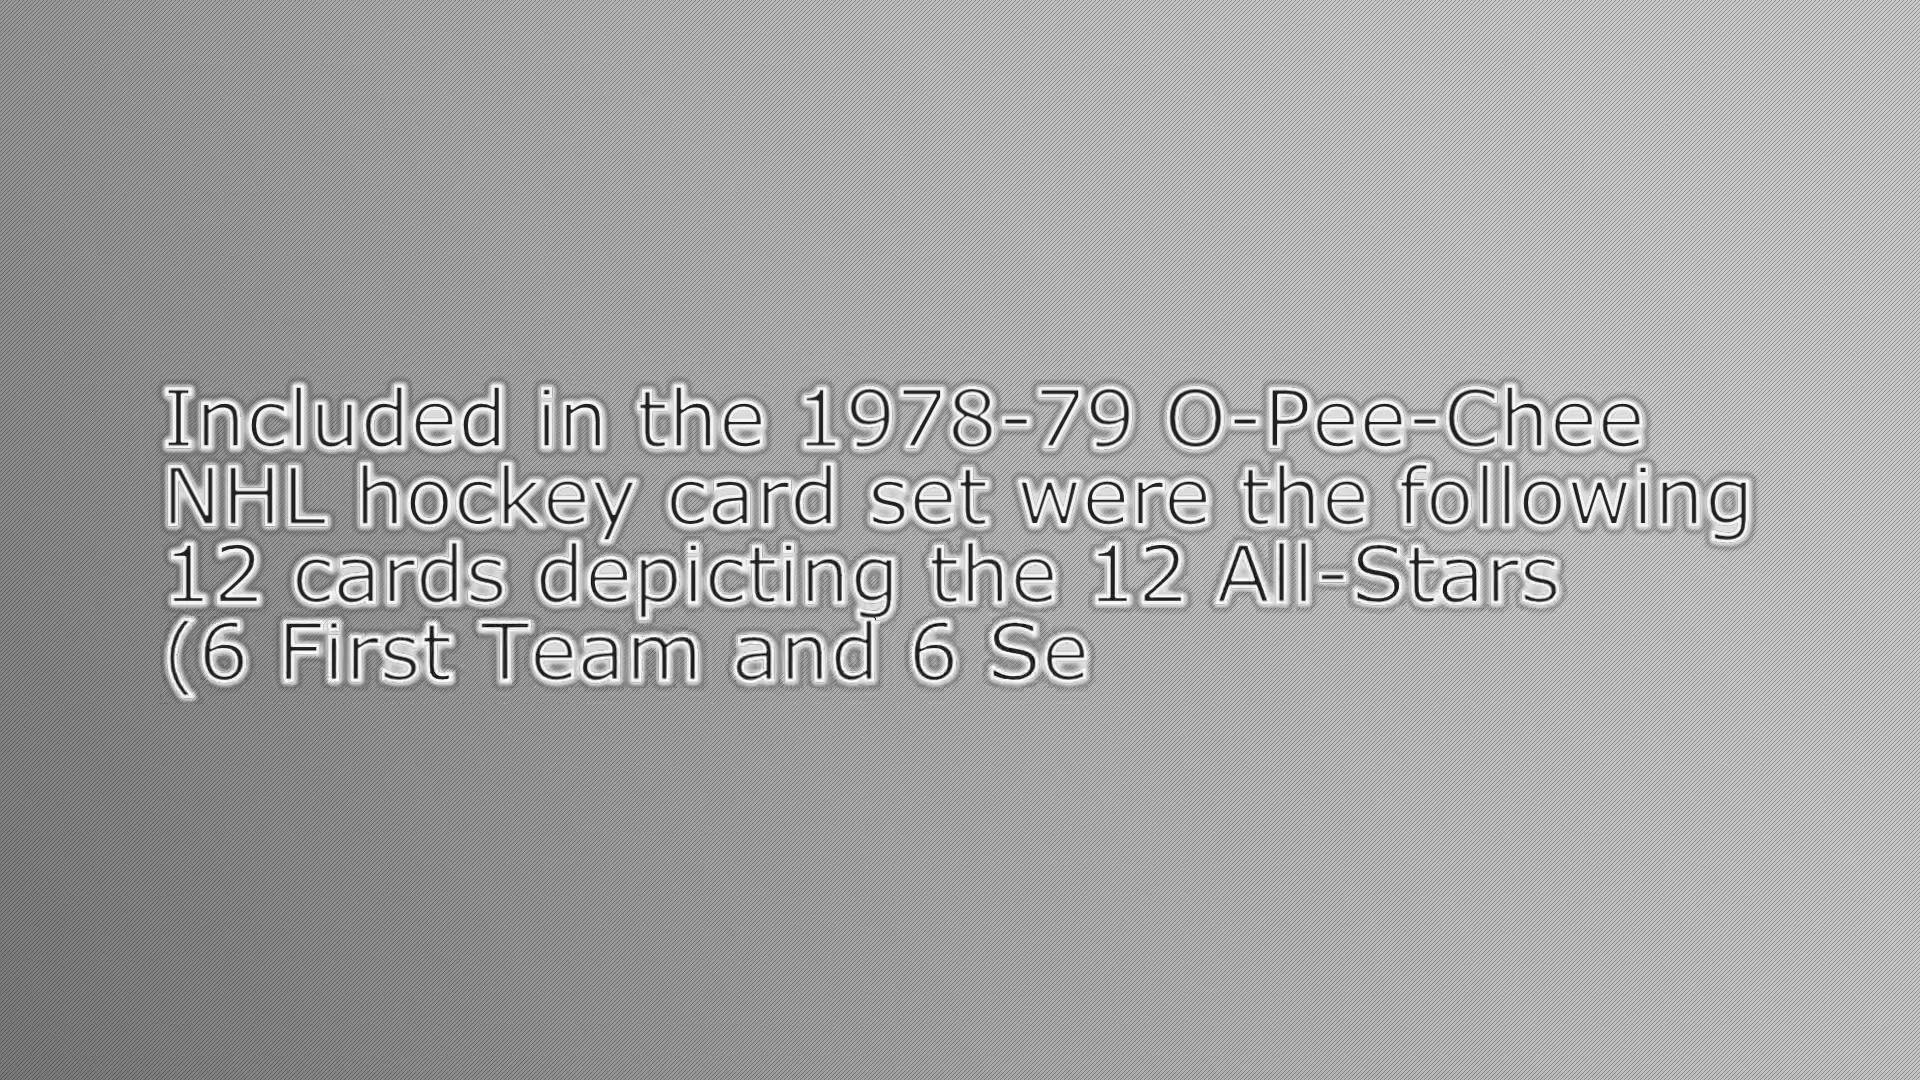 Included in the 1978-79 O-Pee-Chee
NHL hockey card set were the following
12 cards depicting the 12 All-Stars
(6 First Team and 6 Se